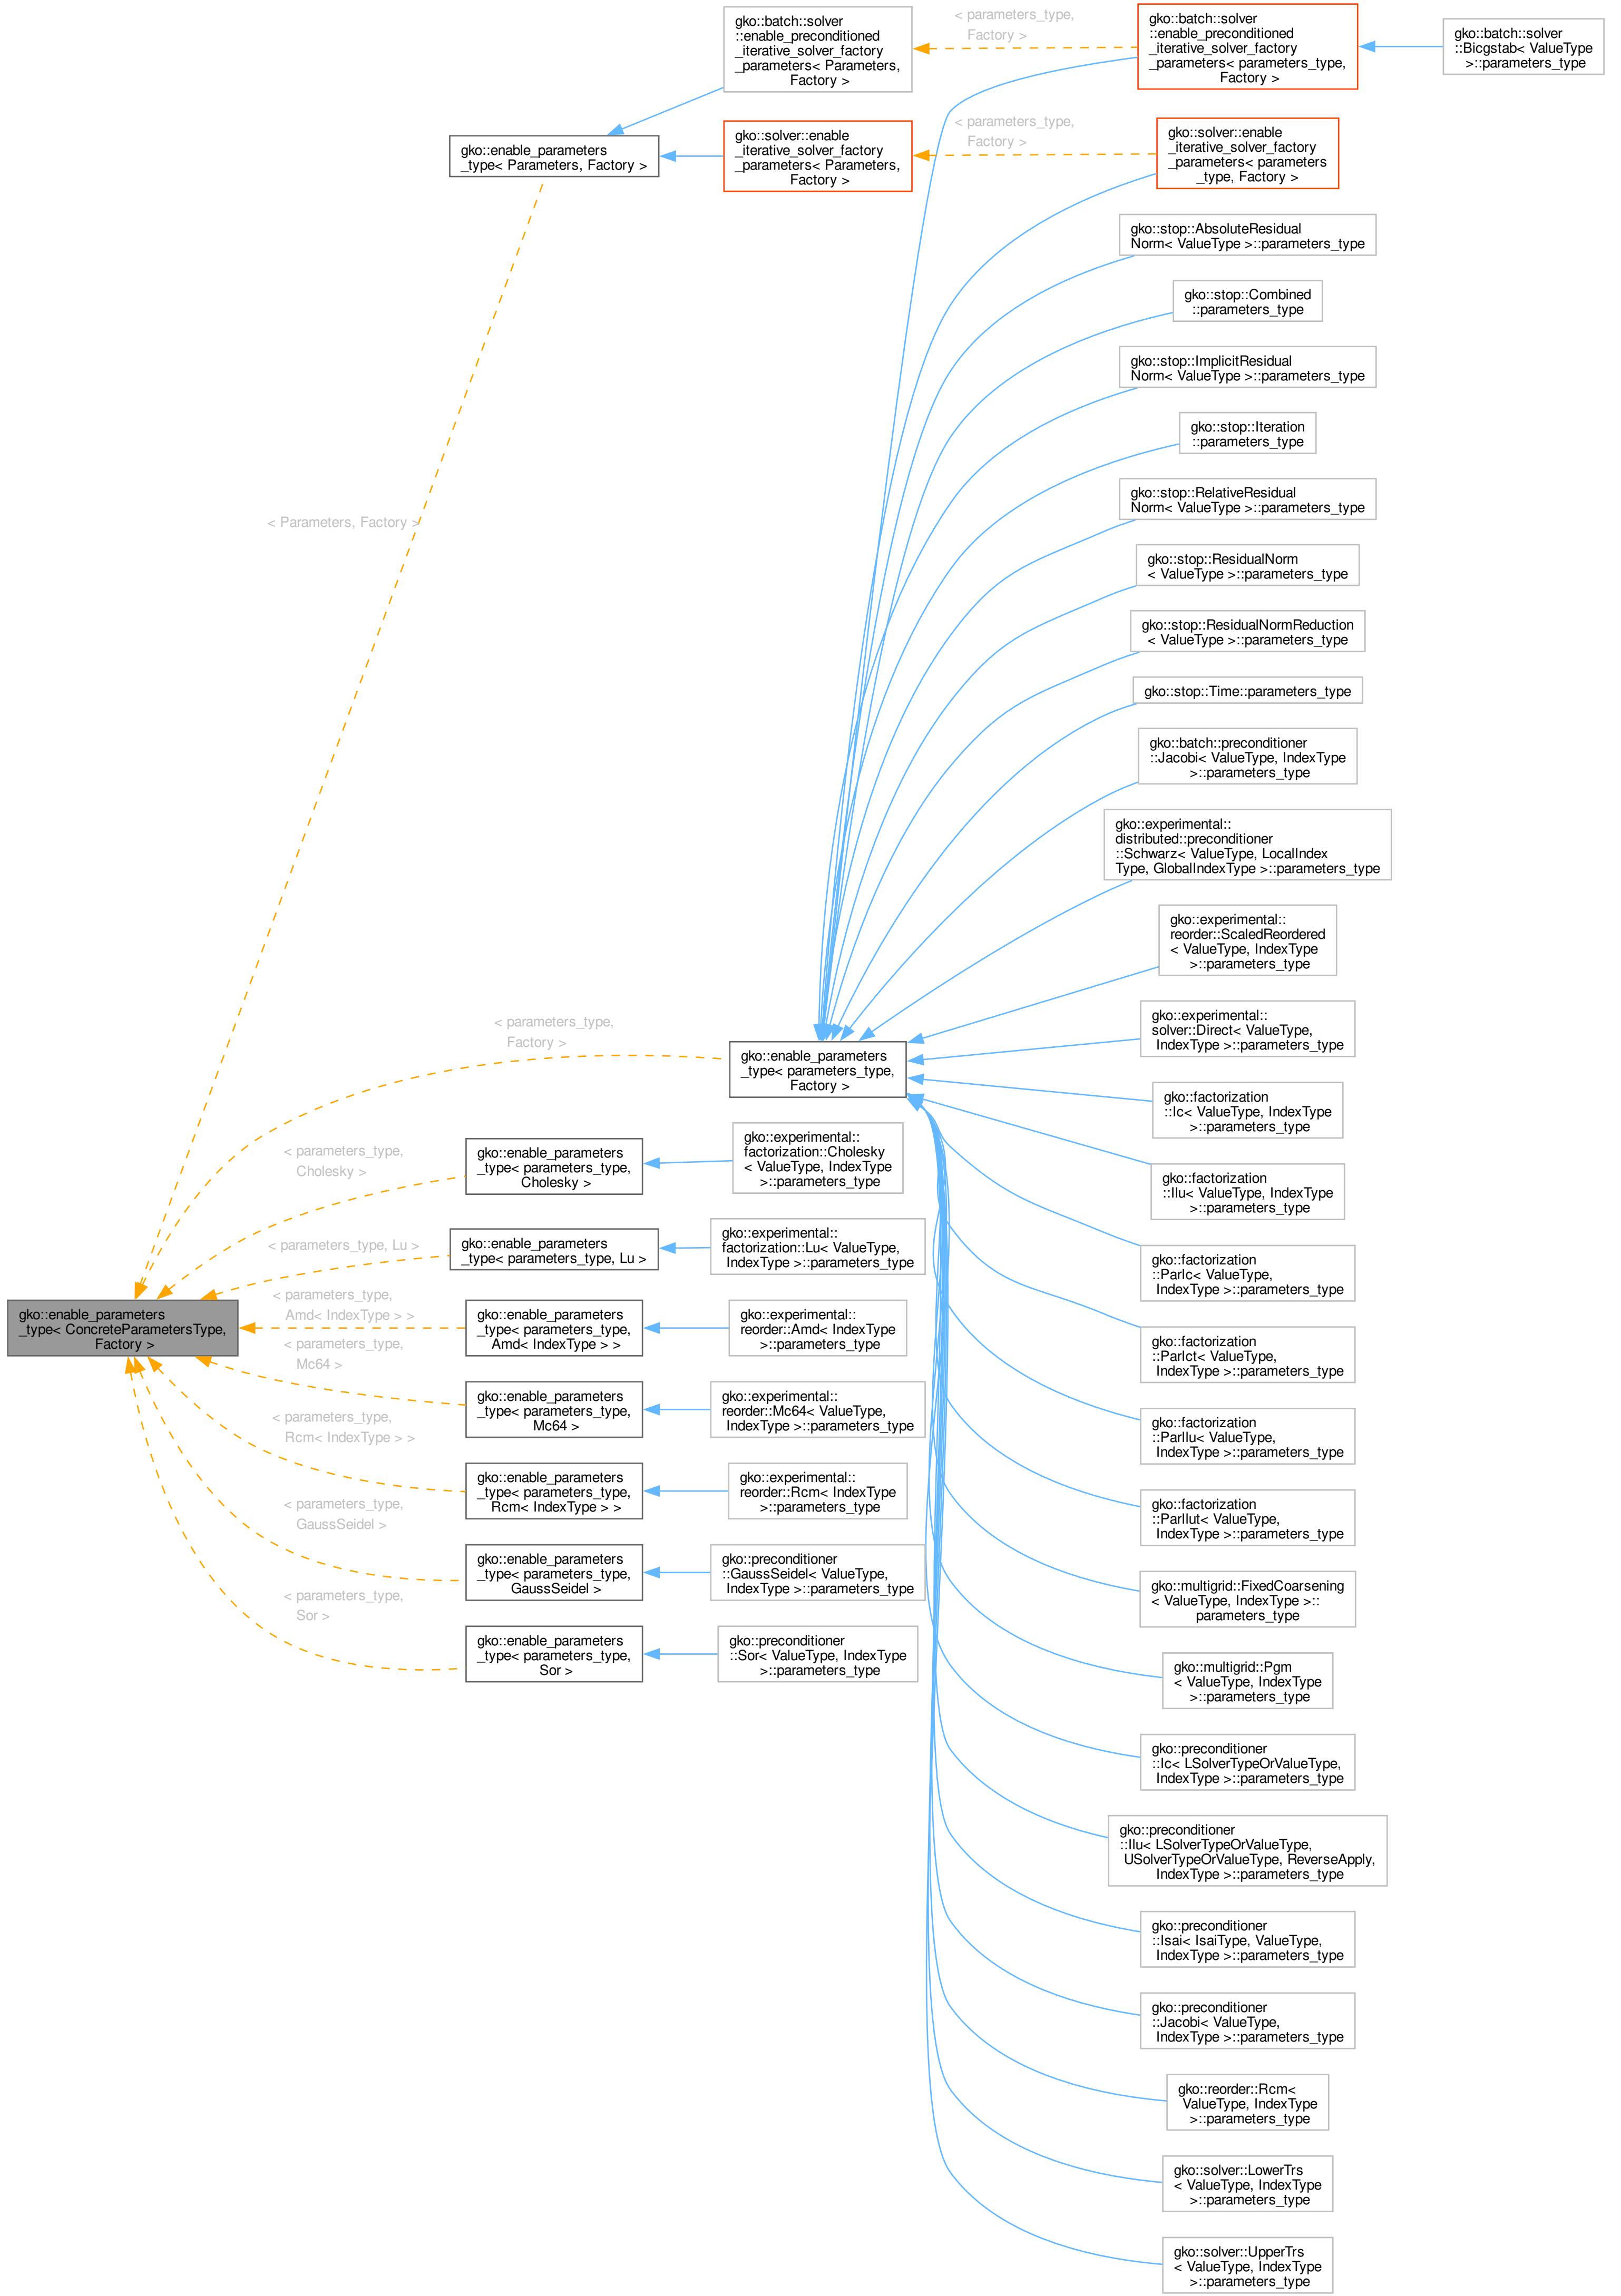 gko::batch::solver
::enable_preconditioned
_iterative_solver_factory
_parameters< Parameters,
Factory >
< parameters_type,
Factory >
gko::batch::solver
::enable_preconditioned
_iterative_solver_factory
_parameters< parameters_type,
Factory >
gko::batch::solver
::Bicgstab< ValueType
>::parameters_type
gko::enable_parameters
_type< Parameters, Factory >
gko::solver::enable
_iterative_solver_factory
_parameters< Parameters,
Factory >
< parameters_type,
Factory >
gko::solver::enable
_iterative_solver_factory
_parameters< parameters
_type, Factory >
gko::stop::AbsoluteResidual
Norm< ValueType >::parameters_type
gko::stop::Combined
::parameters_type
gko::stop::ImplicitResidual
Norm< ValueType >::parameters_type
gko::stop::Iteration
::parameters_type
gko::stop::RelativeResidual
Norm< ValueType >::parameters_type
< Parameters, Factory >
gko::stop::ResidualNorm
< ValueType >::parameters_type
gko::stop::ResidualNormReduction
< ValueType >::parameters_type
gko::stop::Time::parameters_type
gko::batch::preconditioner
::Jacobi< ValueType, IndexType
>::parameters_type
gko::experimental::
distributed::preconditioner
::Schwarz< ValueType, LocalIndex
Type, GlobalIndexType >::parameters_type
gko::experimental::
reorder::ScaledReordered
< ValueType, IndexType
>::parameters_type
< parameters_type,
Factory >
gko::enable_parameters
_type< parameters_type,
Factory >
gko::experimental::
solver::Direct< ValueType,
IndexType >::parameters_type
gko::factorization
::Ic< ValueType, IndexType
>::parameters_type
< parameters_type,
Cholesky >
gko::enable_parameters
_type< parameters_type,
Cholesky >
gko::experimental::
factorization::Cholesky
< ValueType, IndexType
>::parameters_type
gko::factorization
::Ilu< ValueType, IndexType
>::parameters_type
< parameters_type, Lu >
gko::enable_parameters
_type< parameters_type, Lu >
gko::experimental::
factorization::Lu< ValueType,
IndexType >::parameters_type
gko::factorization
::ParIc< ValueType,
IndexType >::parameters_type
gko::enable_parameters
_type< ConcreteParametersType,
Factory >
< parameters_type,
Amd< IndexType > >
gko::enable_parameters
_type< parameters_type,
Amd< IndexType > >
gko::experimental::
reorder::Amd< IndexType
>::parameters_type
gko::factorization
::ParIct< ValueType,
IndexType >::parameters_type
< parameters_type,
Mc64 >
gko::enable_parameters
_type< parameters_type,
Mc64 >
gko::experimental::
reorder::Mc64< ValueType,
IndexType >::parameters_type
gko::factorization
::ParIlu< ValueType,
IndexType >::parameters_type
< parameters_type,
Rcm< IndexType > >
gko::enable_parameters
_type< parameters_type,
Rcm< IndexType > >
gko::experimental::
reorder::Rcm< IndexType
>::parameters_type
gko::factorization
::ParIlut< ValueType,
IndexType >::parameters_type
< parameters_type,
GaussSeidel >
gko::enable_parameters
_type< parameters_type,
GaussSeidel >
gko::preconditioner
::GaussSeidel< ValueType,
IndexType >::parameters_type
gko::multigrid::FixedCoarsening
< ValueType, IndexType >::
parameters_type
< parameters_type,
Sor >
gko::enable_parameters
_type< parameters_type,
Sor >
gko::preconditioner
::Sor< ValueType, IndexType
>::parameters_type
gko::multigrid::Pgm
< ValueType, IndexType
>::parameters_type
gko::preconditioner
::Ic< LSolverTypeOrValueType,
IndexType >::parameters_type
gko::preconditioner
::Ilu< LSolverTypeOrValueType,
USolverTypeOrValueType, ReverseApply,
IndexType >::parameters_type
gko::preconditioner
::Isai< IsaiType, ValueType,
IndexType >::parameters_type
gko::preconditioner
::Jacobi< ValueType,
IndexType >::parameters_type
gko::reorder::Rcm<
ValueType, IndexType
>::parameters_type
gko::solver::LowerTrs
< ValueType, IndexType
>::parameters_type
gko::solver::UpperTrs
< ValueType, IndexType
>::parameters_type